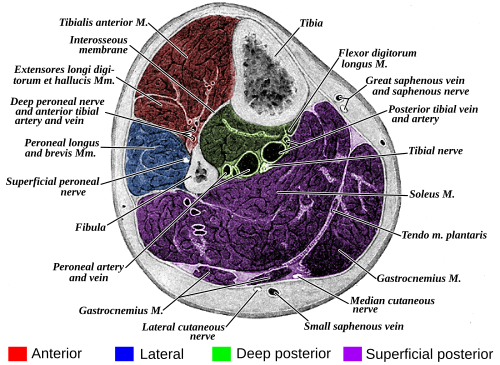 Tibialis anterior M.
Tibia
Interosseous
membrane
Flexor digitorum
longus M.
Extensores longi digi-
torum et hallucis Mm.
Great saphenous vein
and saphenous nerve
Deep peroneal nerve
and anterior tibial
artery and vein
Posterior tibial vein
and artery
Peroneal longus
and brevis Mm.
Tibial nerve
Superficial peroneal
nerve
Soleus M.
Fibula
Tendo m. plantaris
Peroneal artery
and vein
Gastrocnemius M.
Gastrocnemius M.
Median cutaneous
nerve
Lateral cutaneous
nerve
Small saphenous vein
Anterior
Lateral
Deep posterior
Superficial posterior